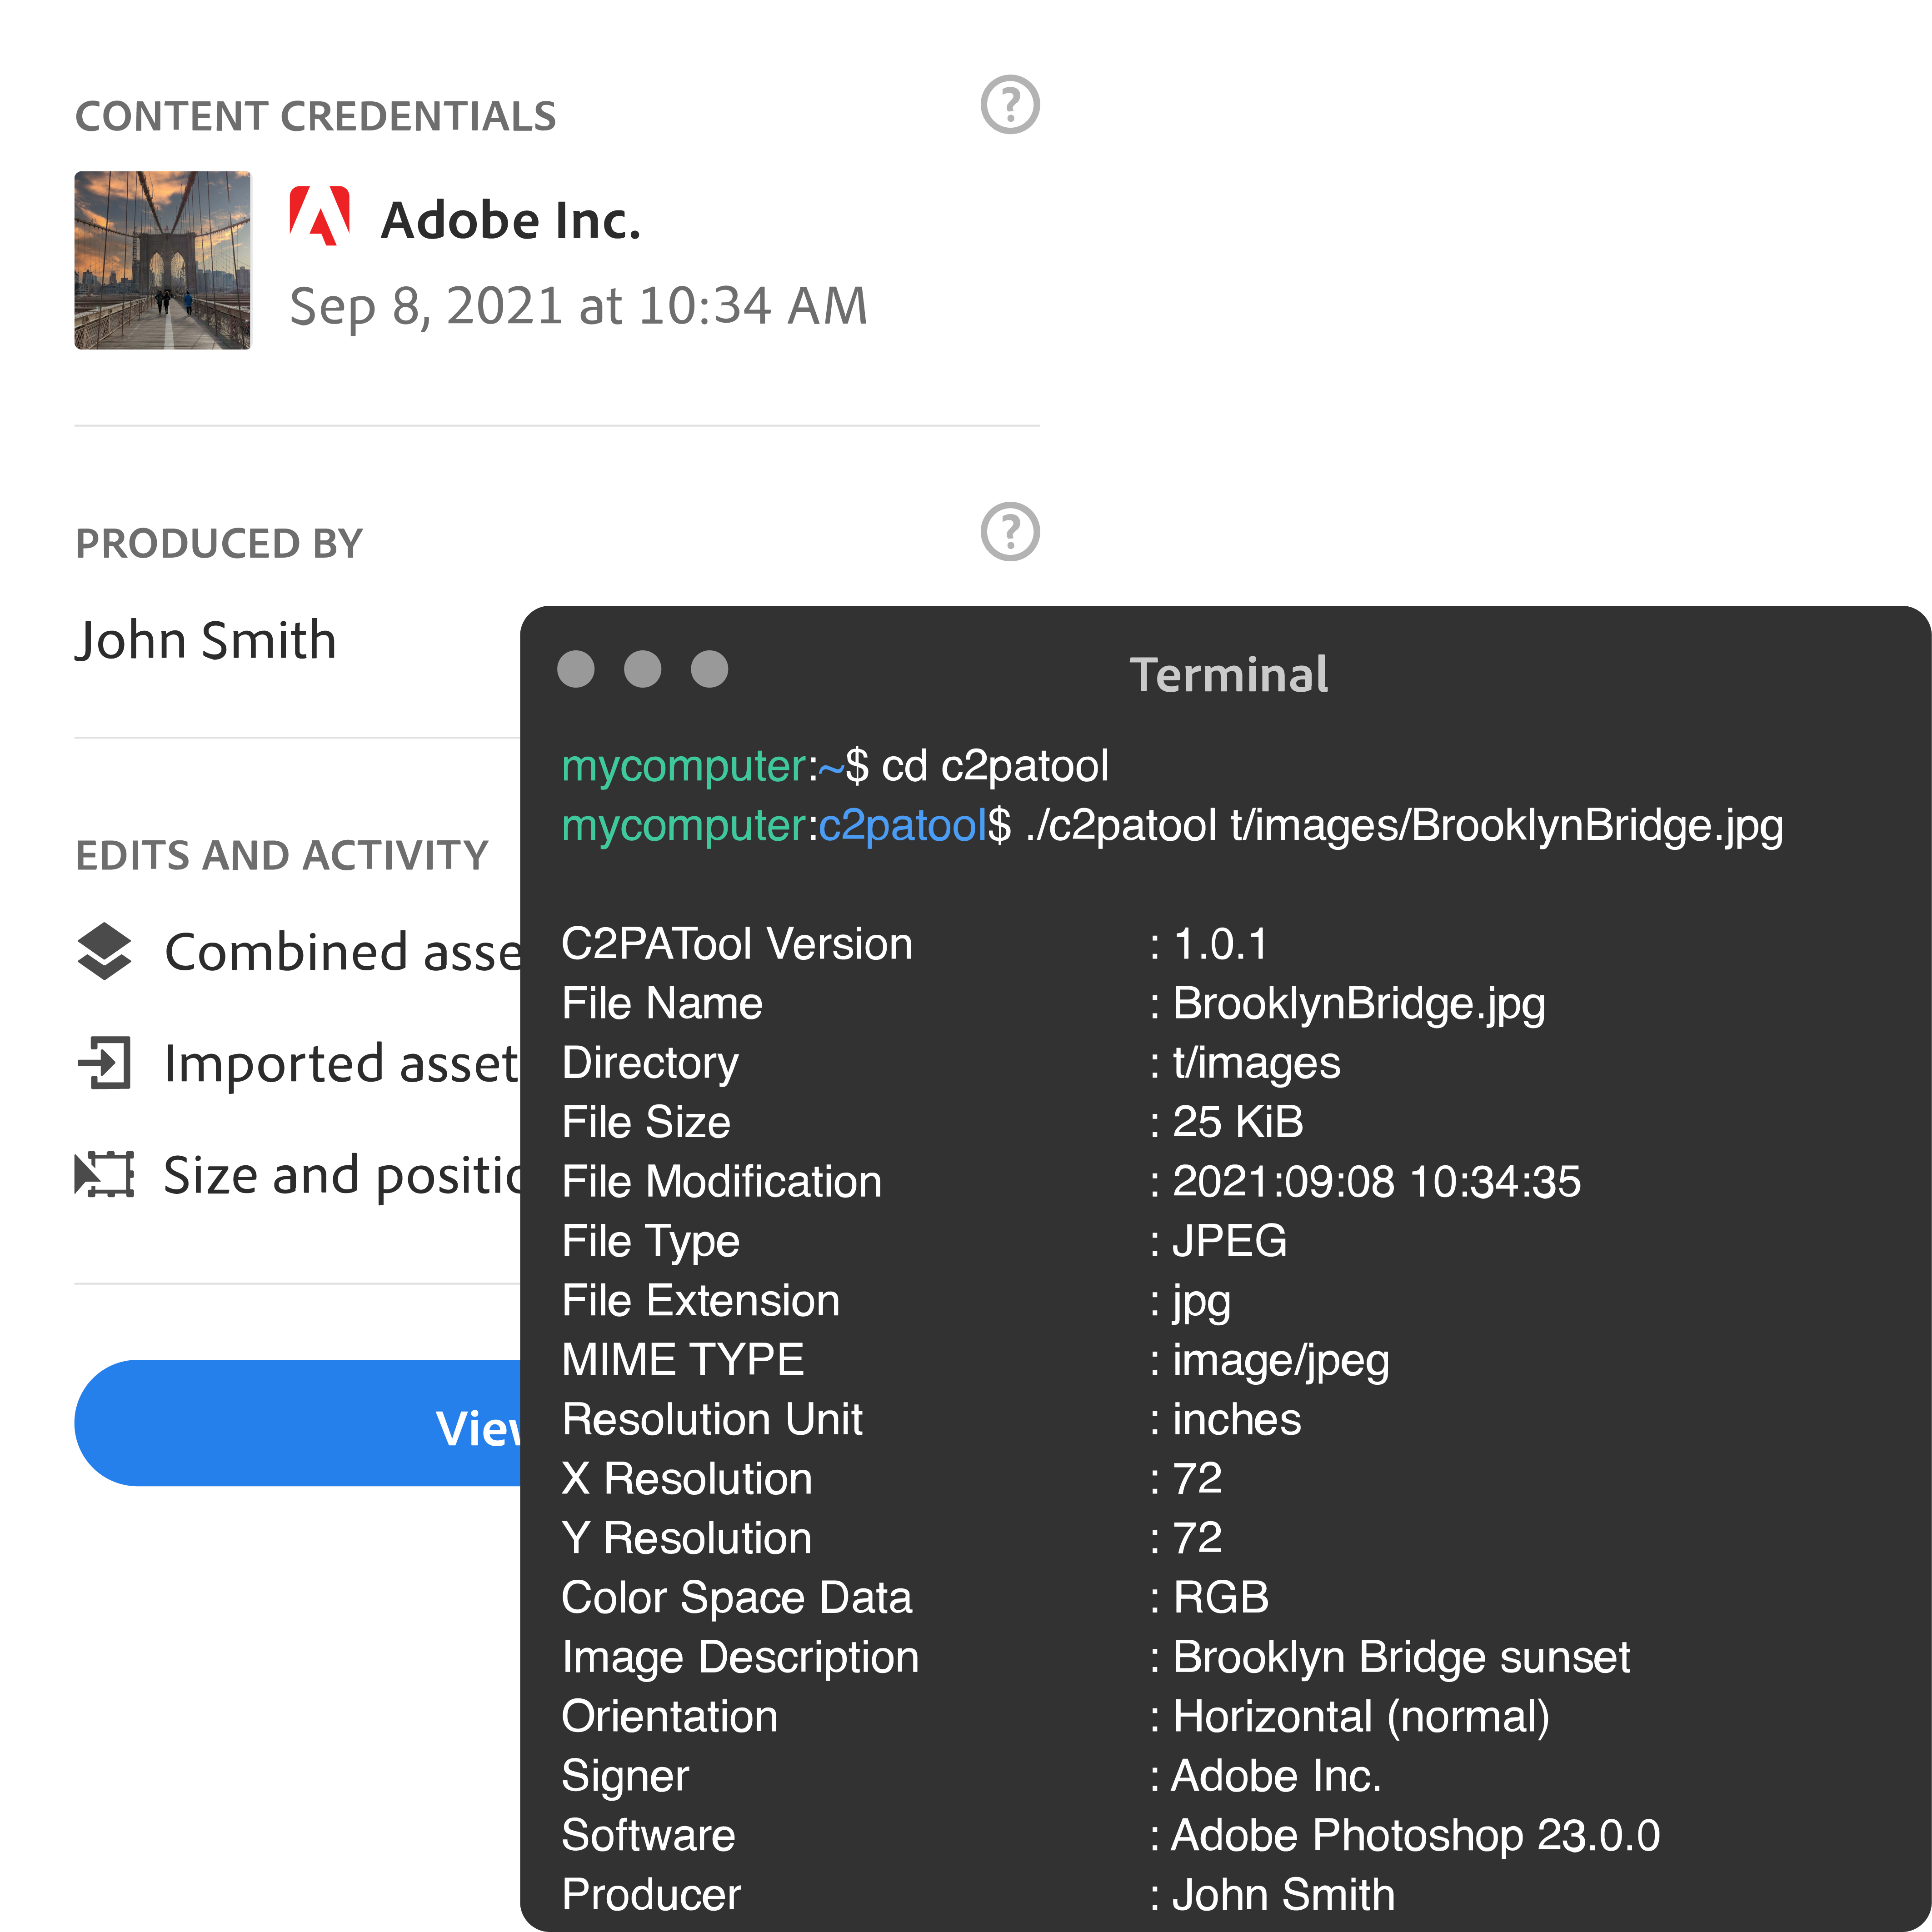 CONTENT CREDENTIALS
Adobe Inc.
Sep 8, 2021 at 10:34 AM
PRODUCED BY
John Smith
EDITS AND ACTIVITY
Combined asse
Imported asset
Size and positio
View
Terminal
mycomputer:~$ cd c2patool
mycomputer:c2patool$ ./c2patool t/images/BrooklynBridge.jpg
C2PATool Version : 1.0.1
File Name : BrooklynBridge.jpg
Directory : t/images
File Size : 25 KiB
File Modification : 2021:09:08 10:34:35
File Type : JPEG
File Extension : jpg
MIME TYPE : image/jpeg
Resolution Unit : inches
X Resolution : 72
Y Resolution : 72
Color Space Data : RGB
Image Description : Brooklyn Bridge sunset
Orientation : Horizontal (normal)
Signer : Adobe Inc.
Software : Adobe Photoshop 23.0.0
Producer : John Smith